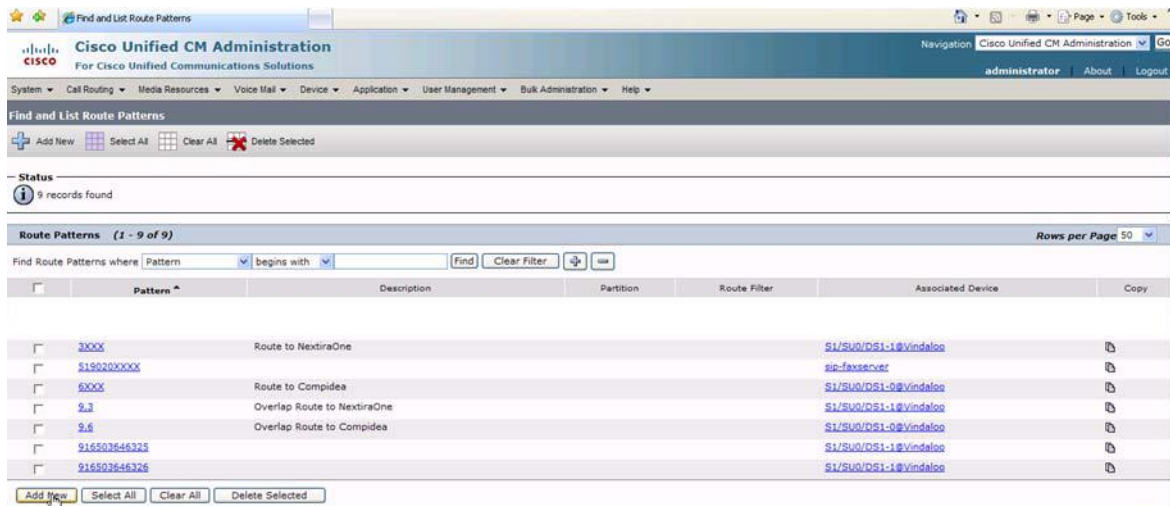 Find and List Route Patterns
Page Tools
CISCO
Cisco Unified CM Administration
For Cisco Unified Communications Solutions
Navigation Cisco Unified CM Administration Go
administrator About Logout
System Call Routing Media Resources Voice Mail Device Application User Management Bulk Administration Help
Find and List Route Patterns
Add New Select All Clear All Delete Selected
Status
9 records found
Route Patterns (1 - 9 of 9) Rows per Page 50
Find Route Patterns where Pattern begins with Find Clear Filter
Pattern Description Partition Route Filter Associated Device Copy
3XXX Route to NextiraOne S1/SU0/DS1-1@Vindaloo
519020XXXX sip-faxserver
6XXX Route to Compidea S1/SU0/DS1-0@Vindaloo
9.3 Overlap Route to NextiraOne S1/SU0/DS1-1@Vindaloo
9.6 Overlap Route to Compidea S1/SU0/DS1-0@Vindaloo
916503646325 S1/SU0/DS1-1@Vindaloo
916503646326 S1/SU0/DS1-1@Vindaloo
Add New Select All Clear All Delete Selected